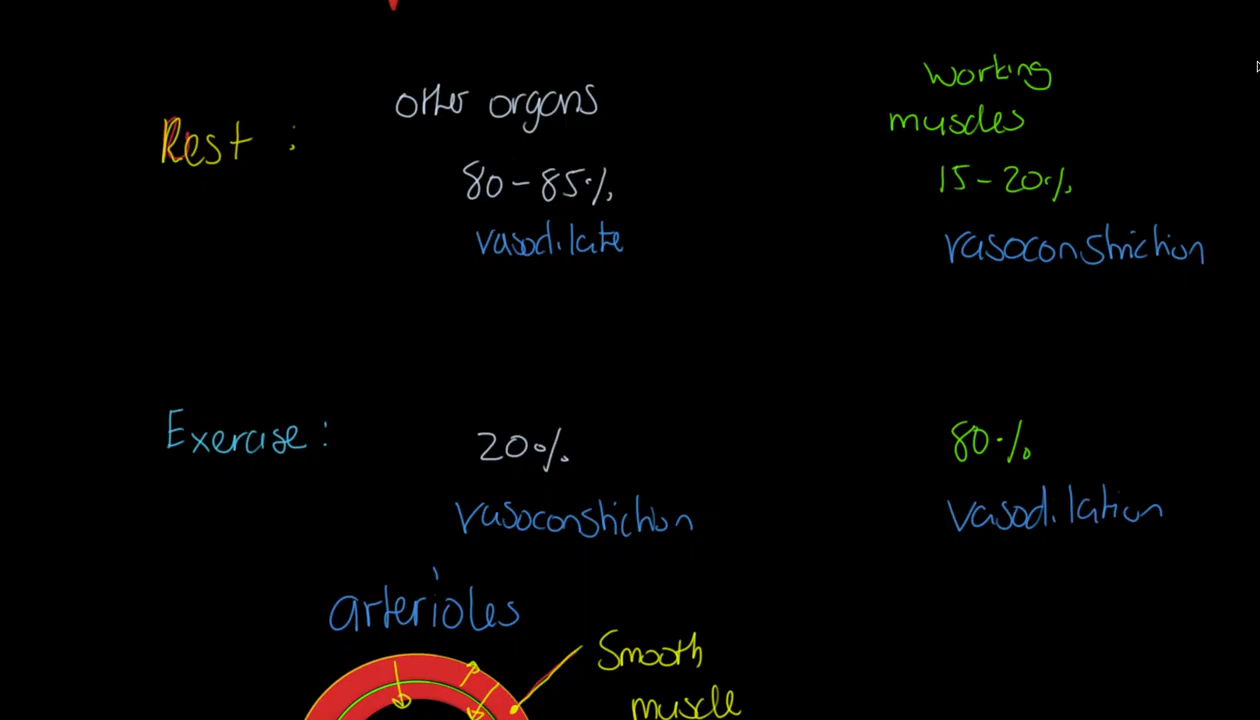 Working
other organs
muscles
Rest :
80-85%
15-20%
vasodilate
vasoconstriction
Exercise:
20%
80%
vasoconstriction
vasodilation
arterioles
Smooth
muscle